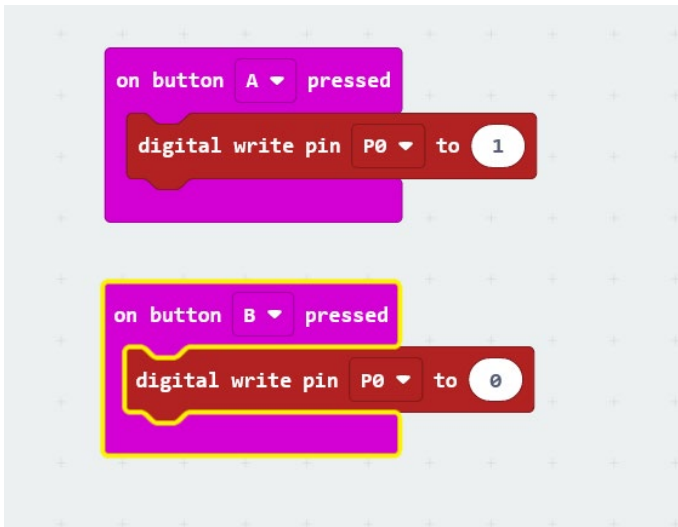 on button A pressed
digital write pin P0 to 1
on button B pressed
digital write pin P0 to 0